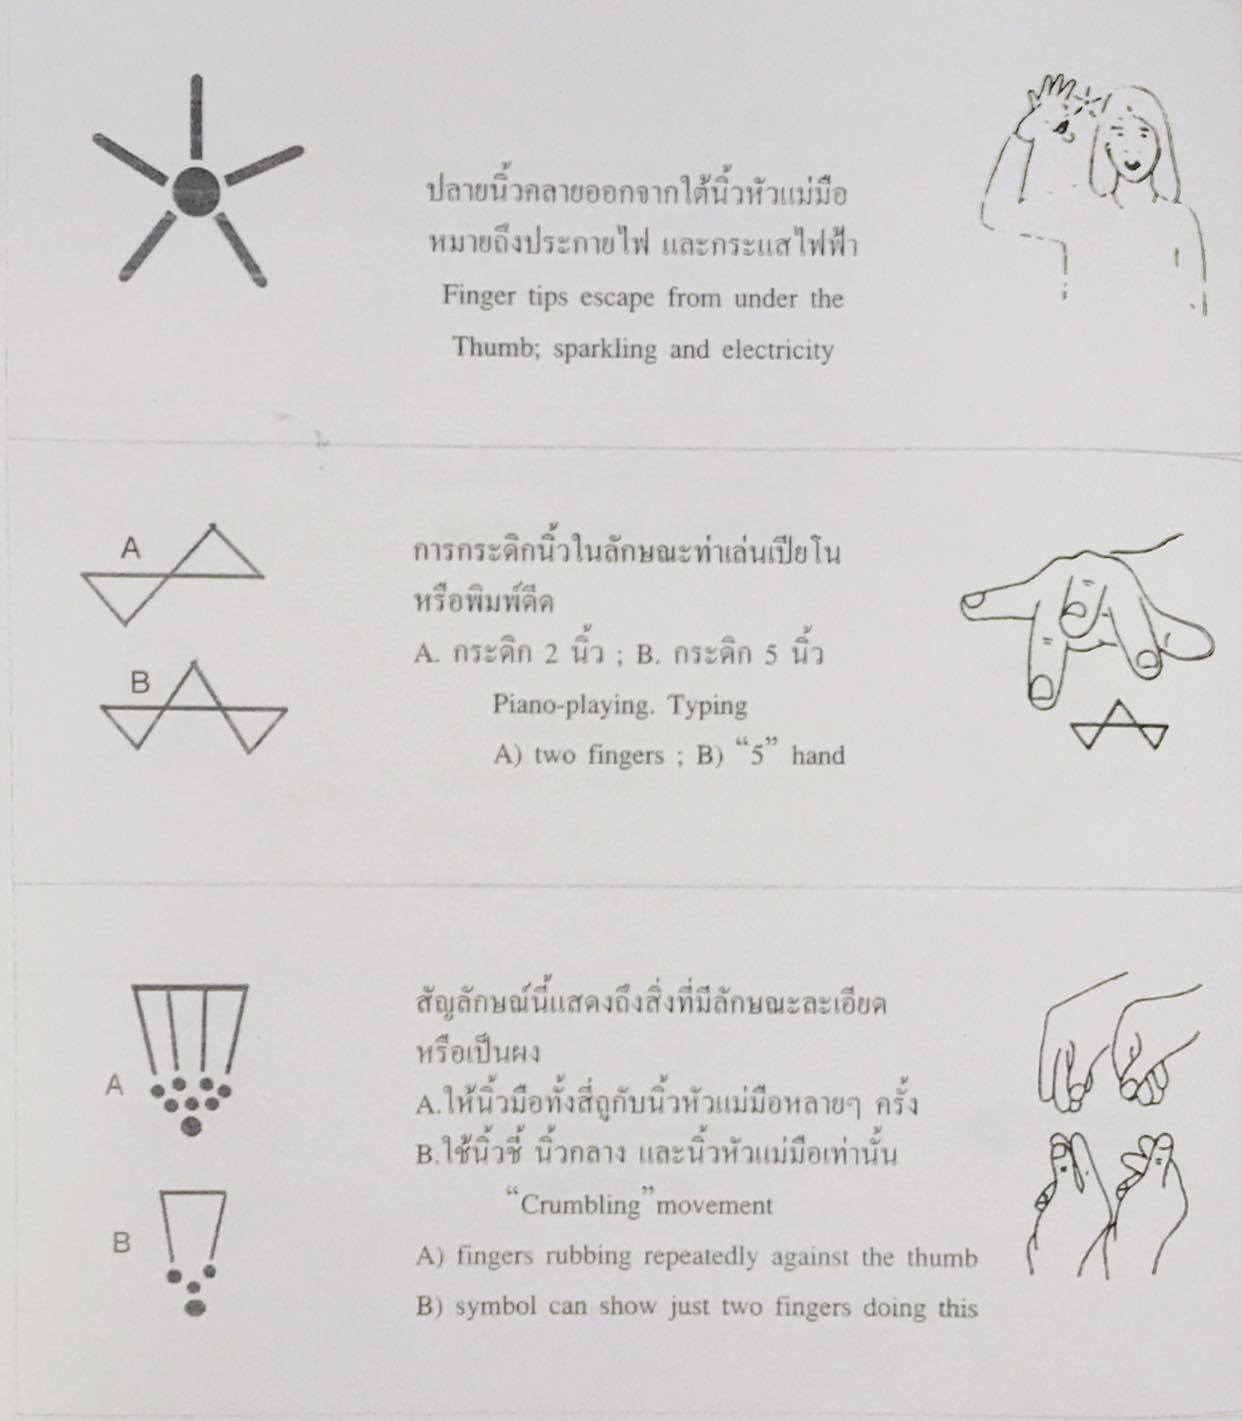 ปลายนิ้วคลายออกจากใต้นิ้วหัวแม่มือ
หมายถึงประกายไฟ และกระแสไฟฟ้า
Finger tips escape from under the
Thumb; sparkling and electricity
A
B
การกระดิกนิ้วในลักษณะท่าเล่นเปียโน
หรือพิมพ์ดีด
A. กระดิก 2 นิ้ว ; B. กระดิก 5 นิ้ว
Piano-playing. Typing
A) two fingers ; B) “5” hand
A
B
สัญลักษณ์นี้แสดงถึงสิ่งที่มีลักษณะละเอียด
หรือเป็นผง
A.ให้นิ้วมือทั้งสี่ถูกับนิ้วหัวแม่มือหลายๆ ครั้ง
B.ใช้นิ้วชี้ นิ้วกลาง และนิ้วหัวแม่มือเท่านั้น
“Crumbling” movement
A) fingers rubbing repeatedly against the thumb
B) symbol can show just two fingers doing this